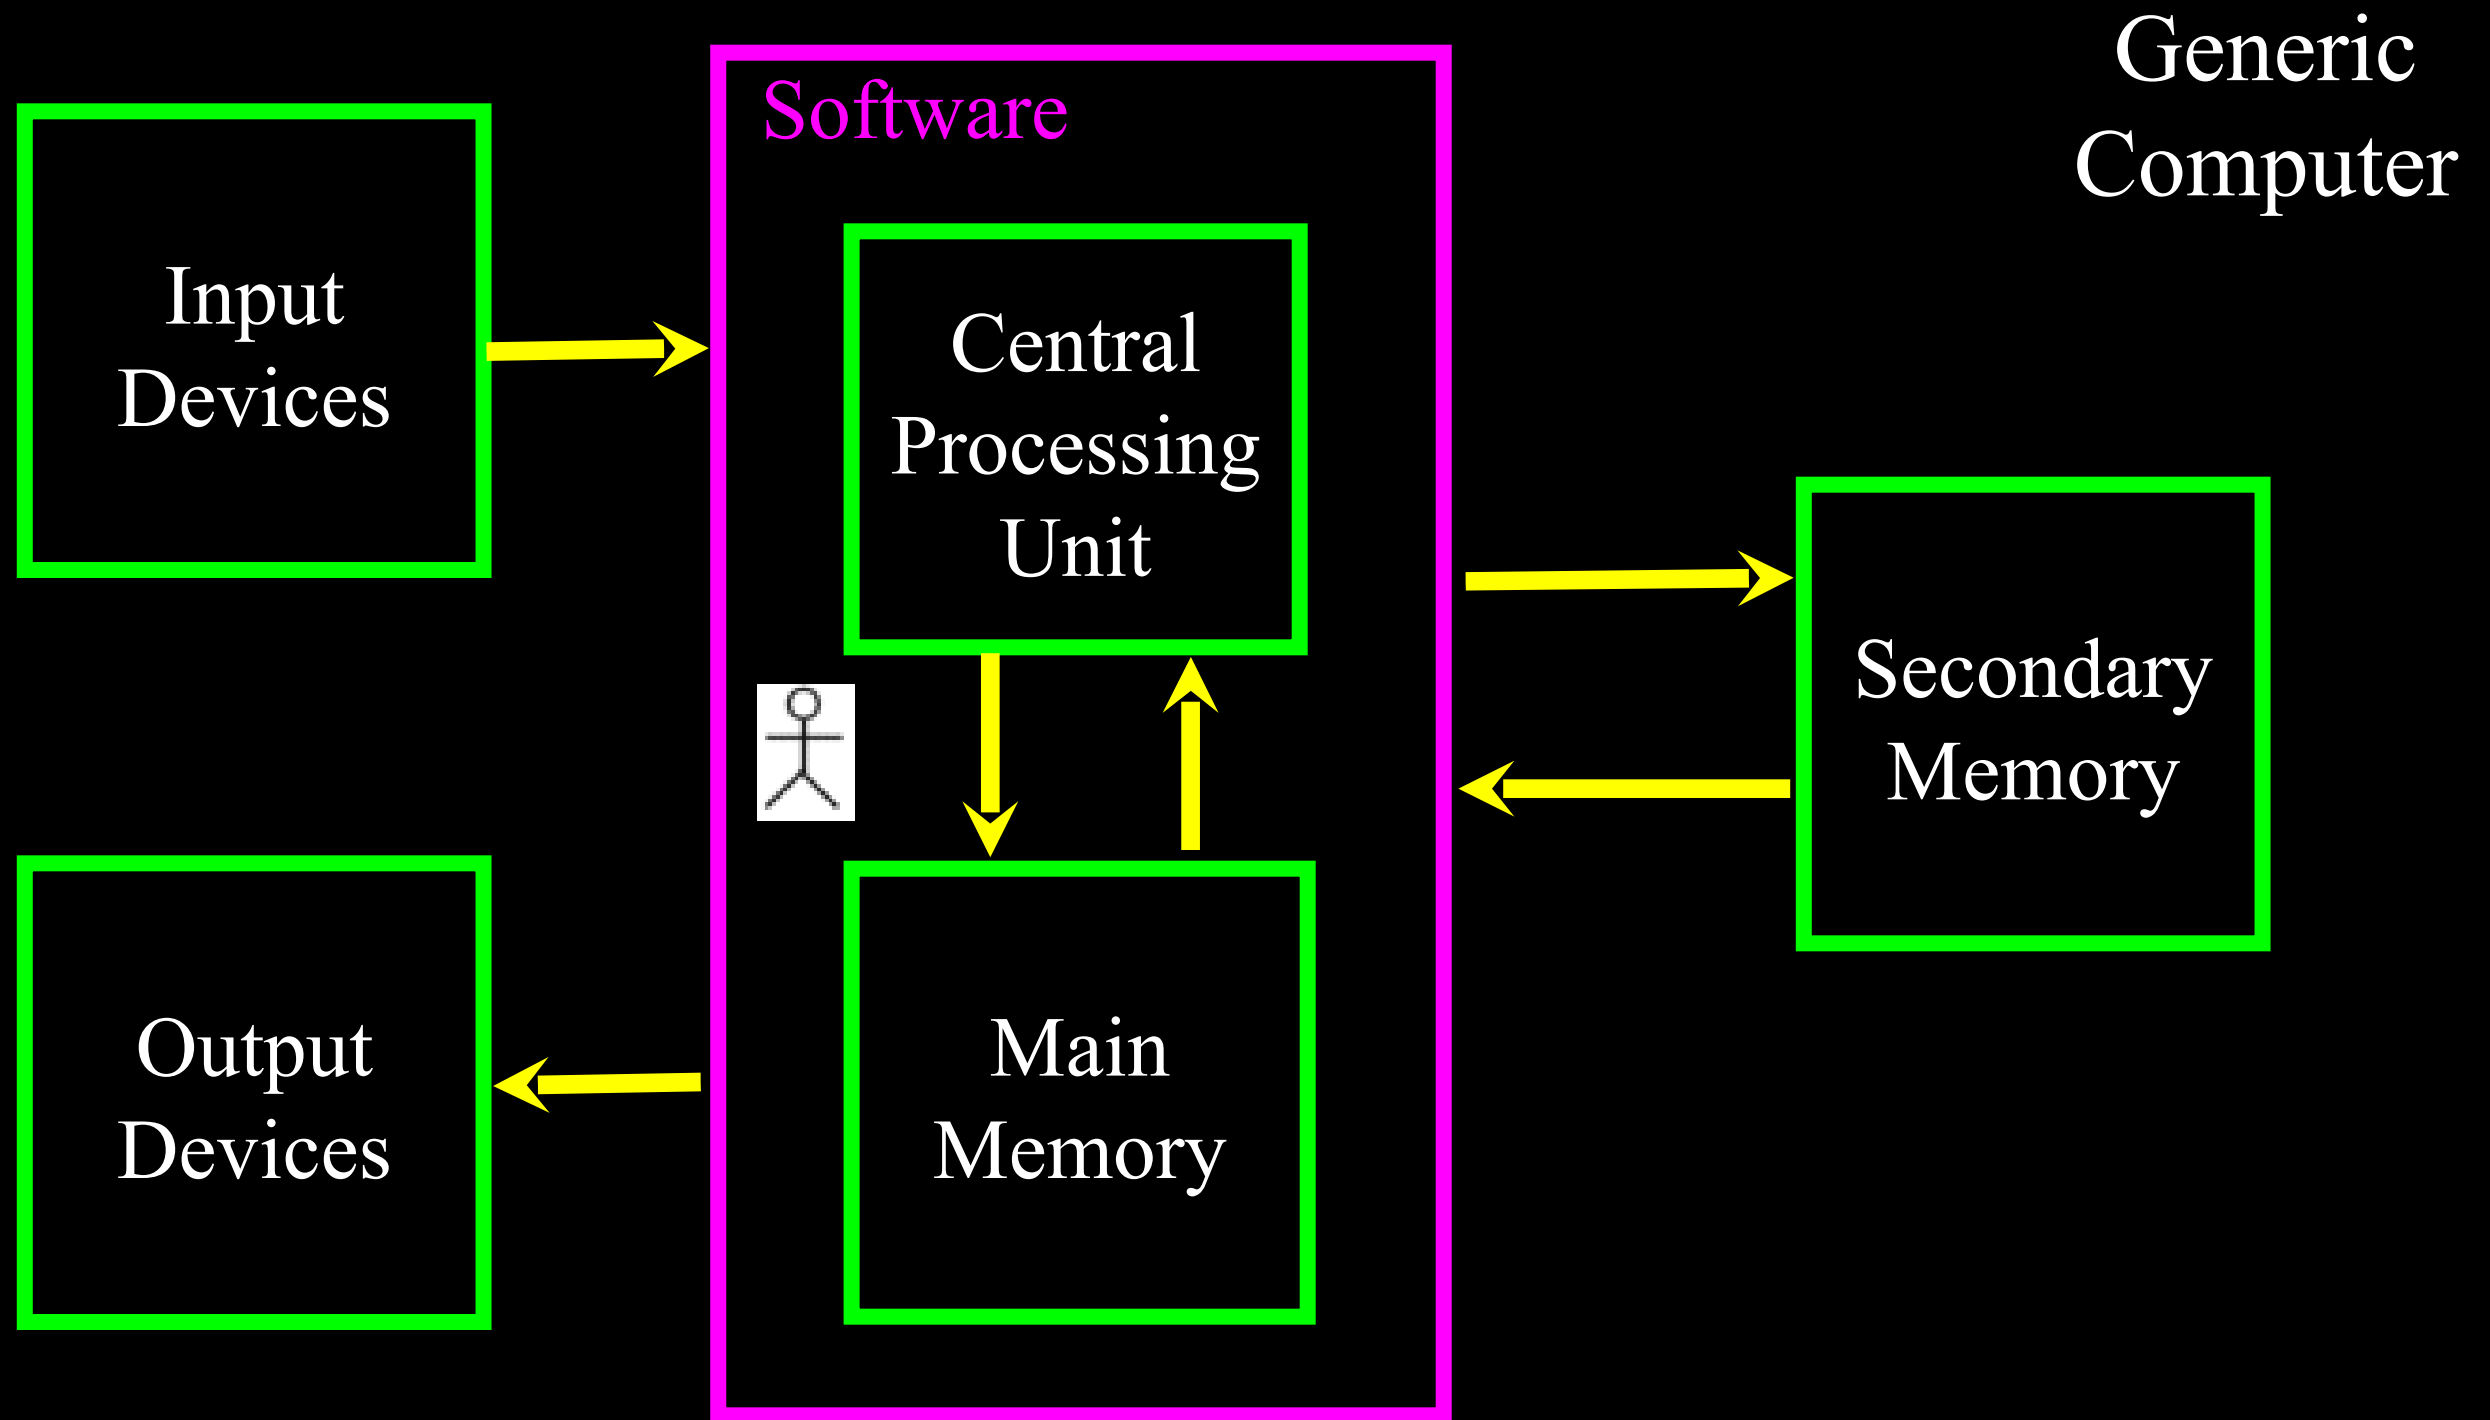 Generic
Computer
Software
Input
Devices
Central
Processing
Unit
Secondary
Memory
Output
Devices
Main
Memory